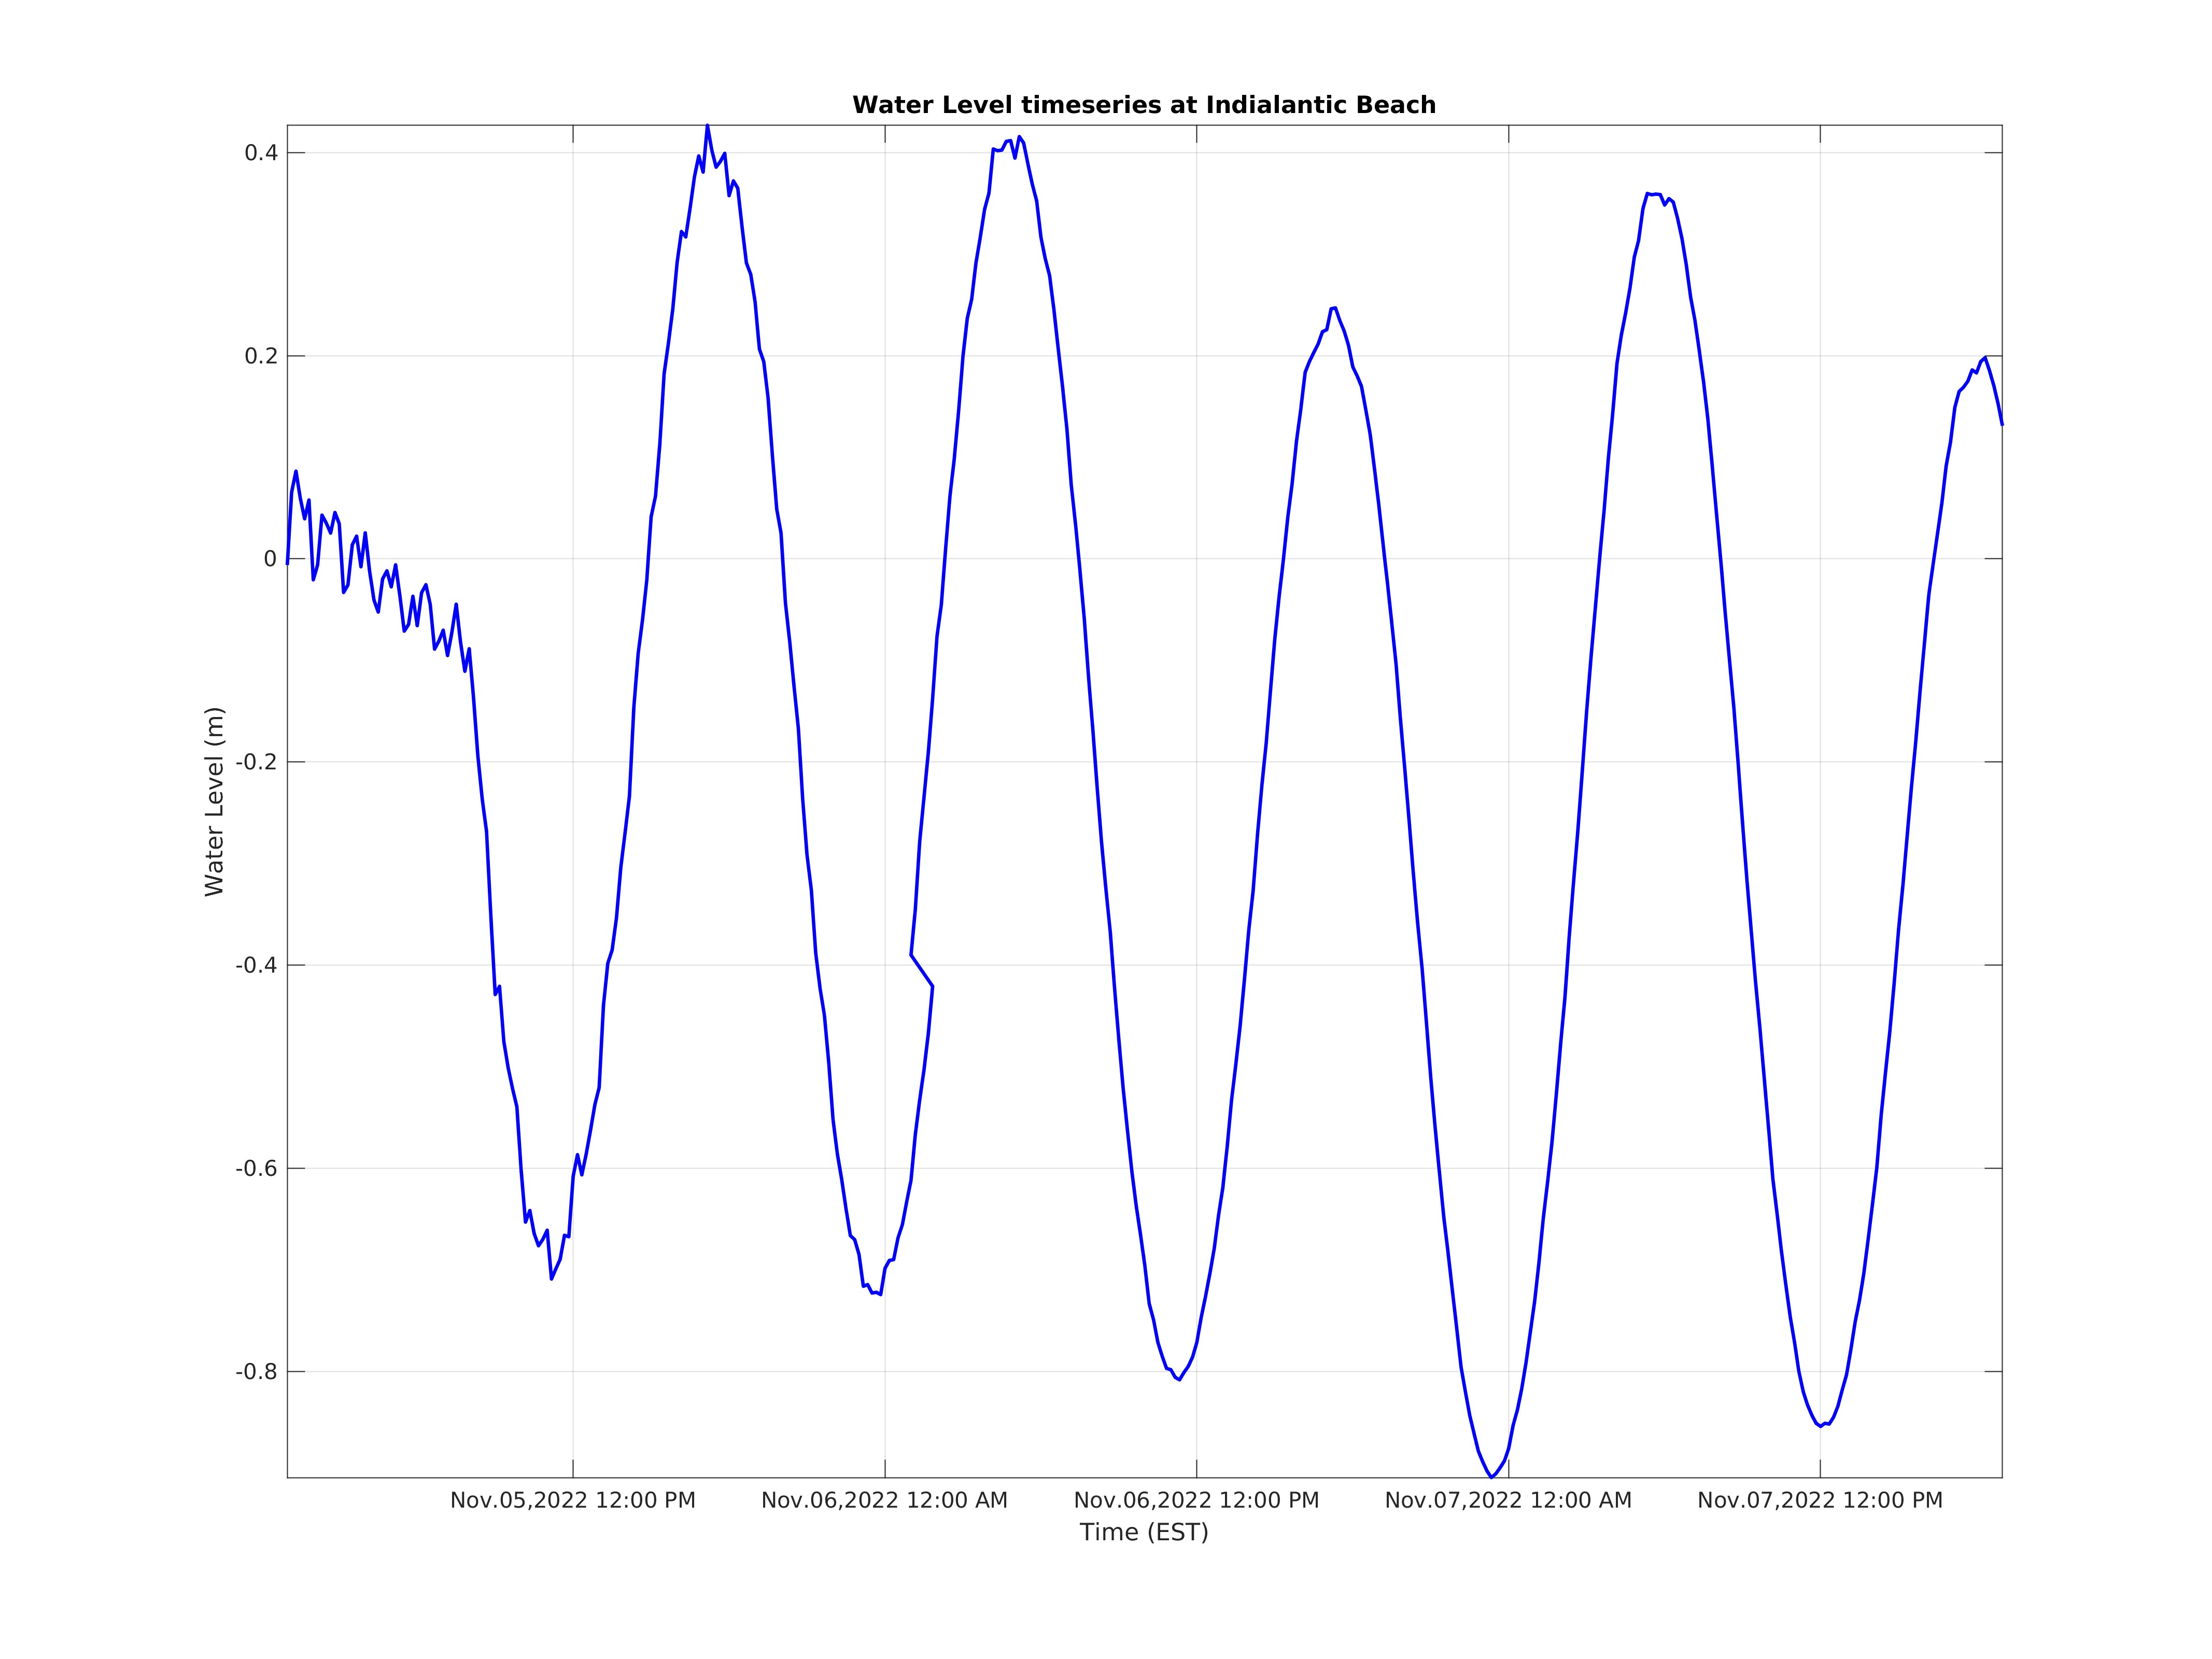 Water Level timeseries at Indialantic Beach
0.4
0.2
0
-0.2
-0.4
-0.6
-0.8
Water Level (m)
Nov.05,2022 12:00 PM Nov.06,2022 12:00 AM Nov.06,2022 12:00 PM Nov.07,2022 12:00 AM Nov.07,2022 12:00 PM
Time (EST)